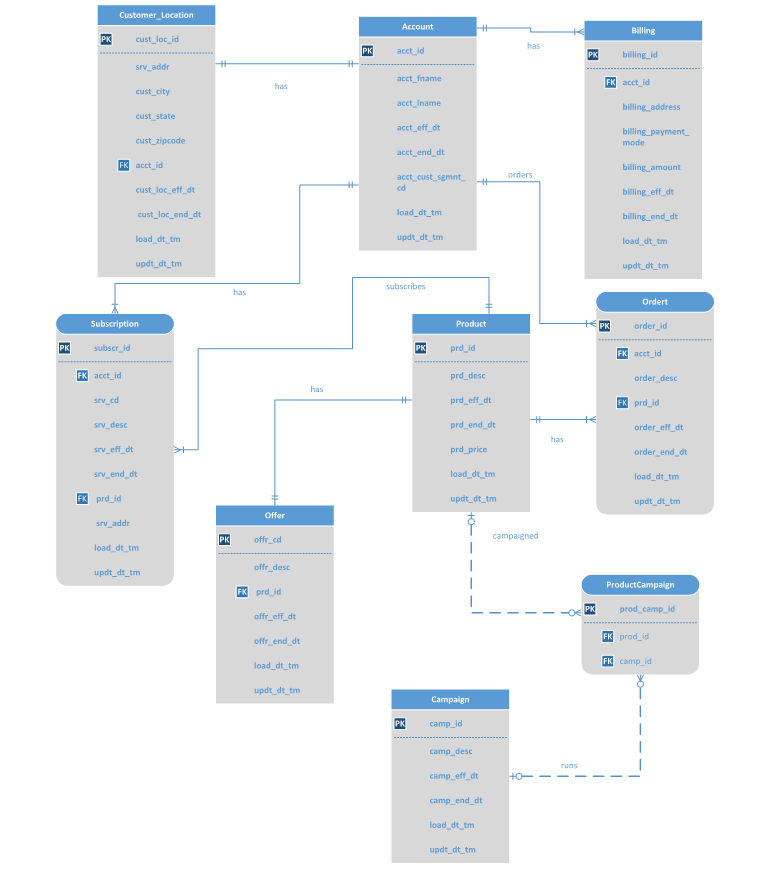 Customer_Location
PK cust_loc_id
srv_addr
cust_city
cust_state
cust_zipcode
FK acct_id
cust_loc_eff_dt
cust_loc_end_dt
load_dt_tm
updt_dt_tm
has
Account
PK acct_id
acct_fname
acct_lname
acct_eff_dt
acct_end_dt
acct_cust_sgmnt_
cd
load_dt_tm
updt_dt_tm
has
Billing
PK billing_id
FK acct_id
billing_address
billing_payment_
mode
billing_amount
billing_eff_dt
billing_end_dt
load_dt_tm
updt_dt_tm
orders
has
subscribes
Subscription
PK subscr_id
FK acct_id
srv_cd
srv_desc
srv_eff_dt
srv_end_dt
FK prd_id
srv_addr
load_dt_tm
updt_dt_tm
has
Product
PK prd_id
prd_desc
prd_eff_dt
prd_end_dt
prd_price
load_dt_tm
updt_dt_tm
has
Ordert
PK order_id
FK acct_id
order_desc
FK prd_id
order_eff_dt
order_end_dt
load_dt_tm
updt_dt_tm
Offer
PK offr_cd
offr_desc
FK prd_id
offr_eff_dt
offr_end_dt
load_dt_tm
updt_dt_tm
campaigned
ProductCampaign
PK prod_camp_id
FK prod_id
FK camp_id
Campaign
PK camp_id
camp_desc
camp_eff_dt
camp_end_dt
load_dt_tm
updt_dt_tm
runs